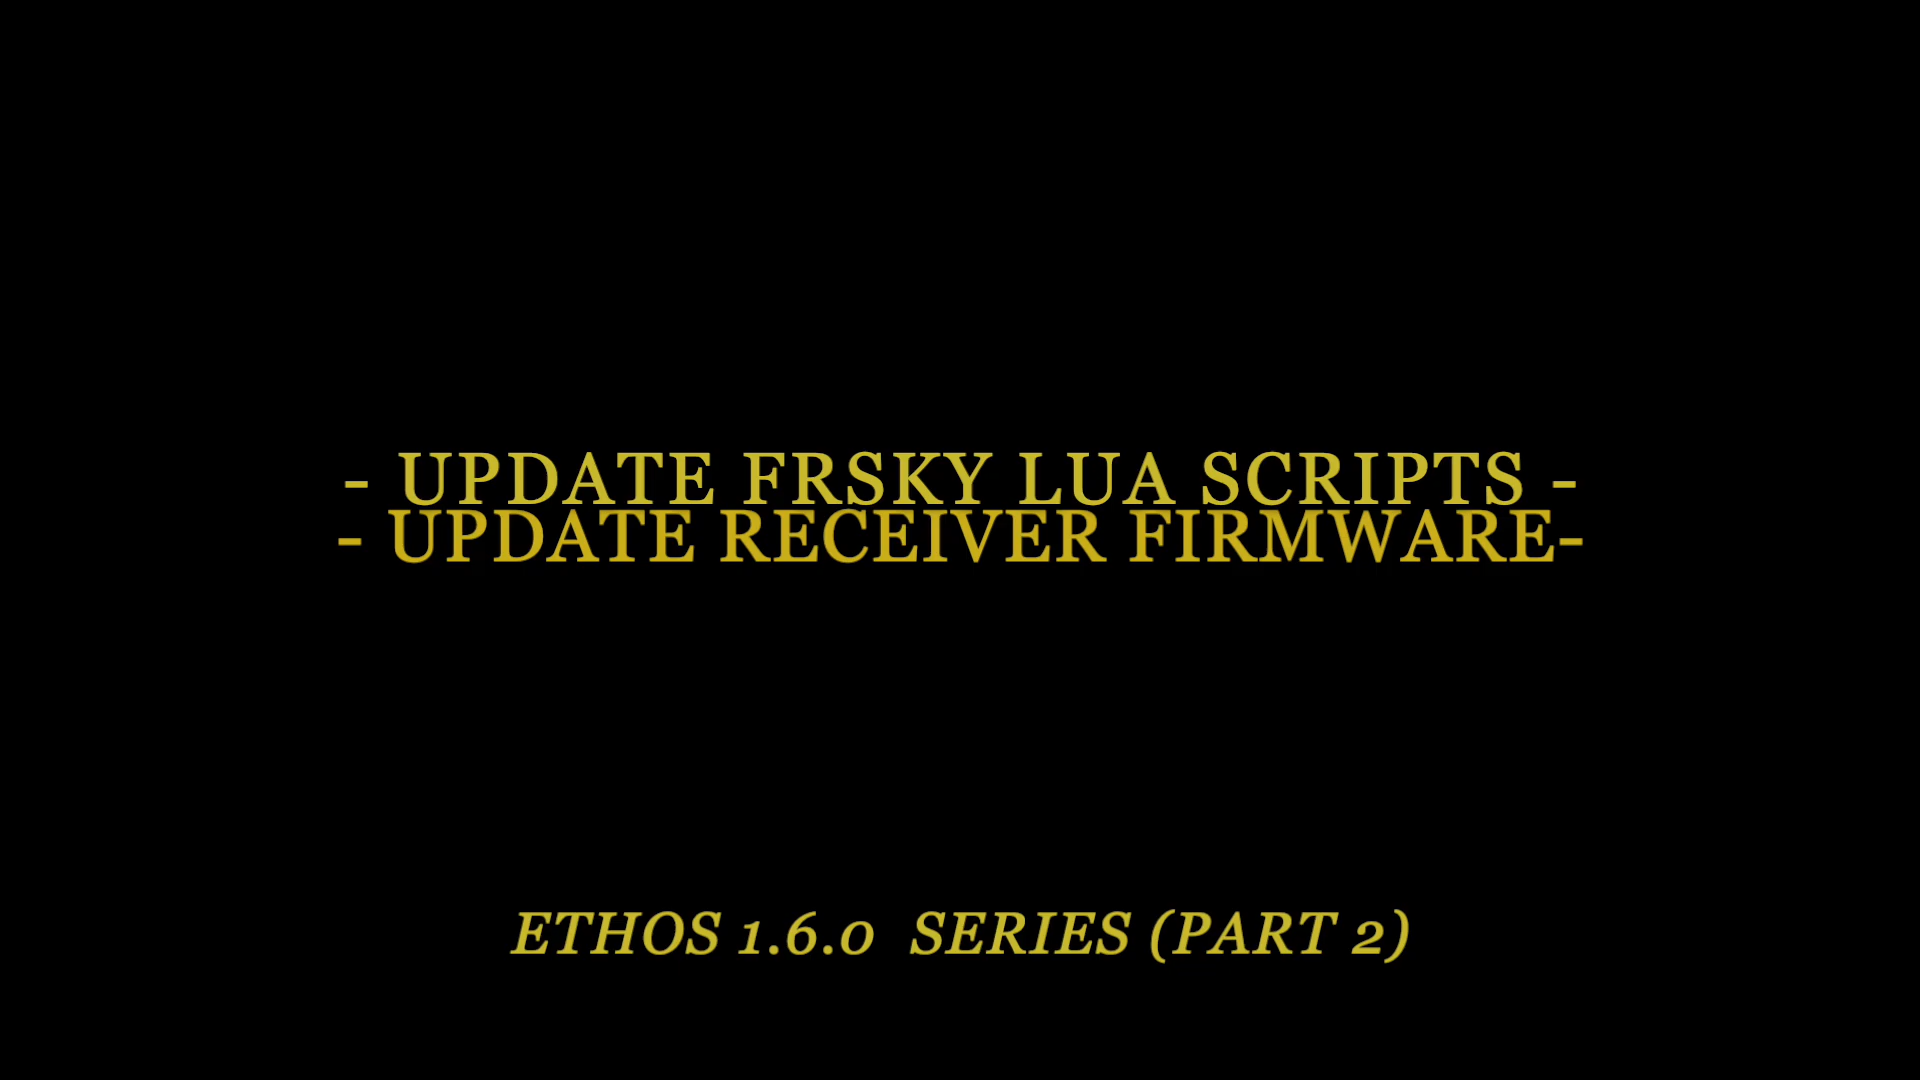 - UPDATE FRSKY LUA SCRIPTS -
- UPDATE RECEIVER FIRMWARE-
ETHOS 1.6.0  SERIES (PART 2)